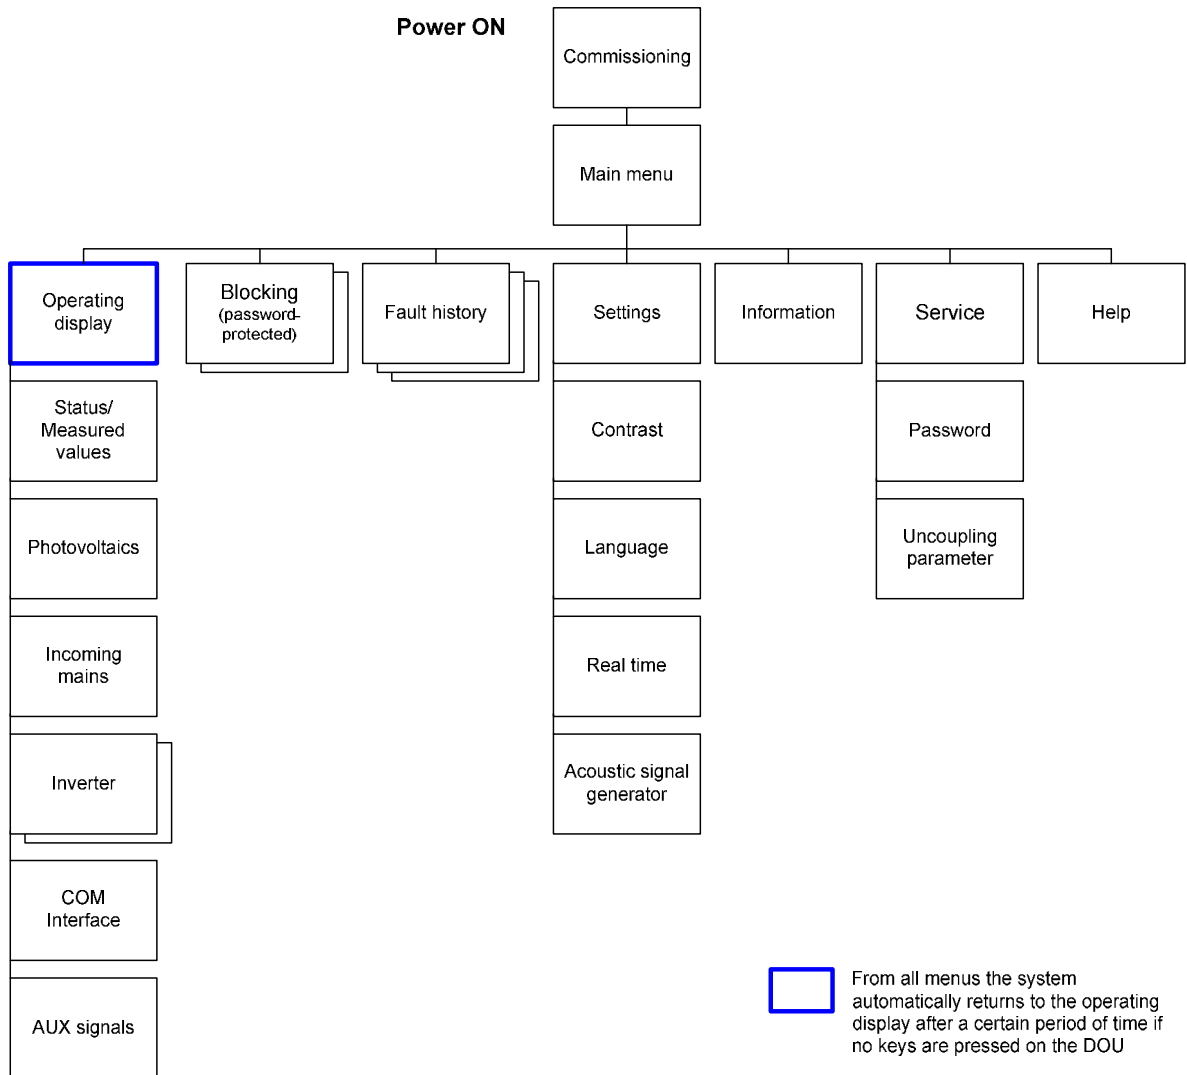 Power ON
Commissioning
Main menu
Operating
display
Blocking
(password-
protected)
Fault history
Settings
Information
Service
Help
Status/
Measured
values
Contrast
Password
Photovoltaics
Language
Uncoupling
parameter
Incoming
mains
Real time
Inverter
Acoustic signal
generator
COM
Interface
AUX signals
From all menus the system
automatically returns to the operating
display after a certain period of time if
no keys are pressed on the DOU